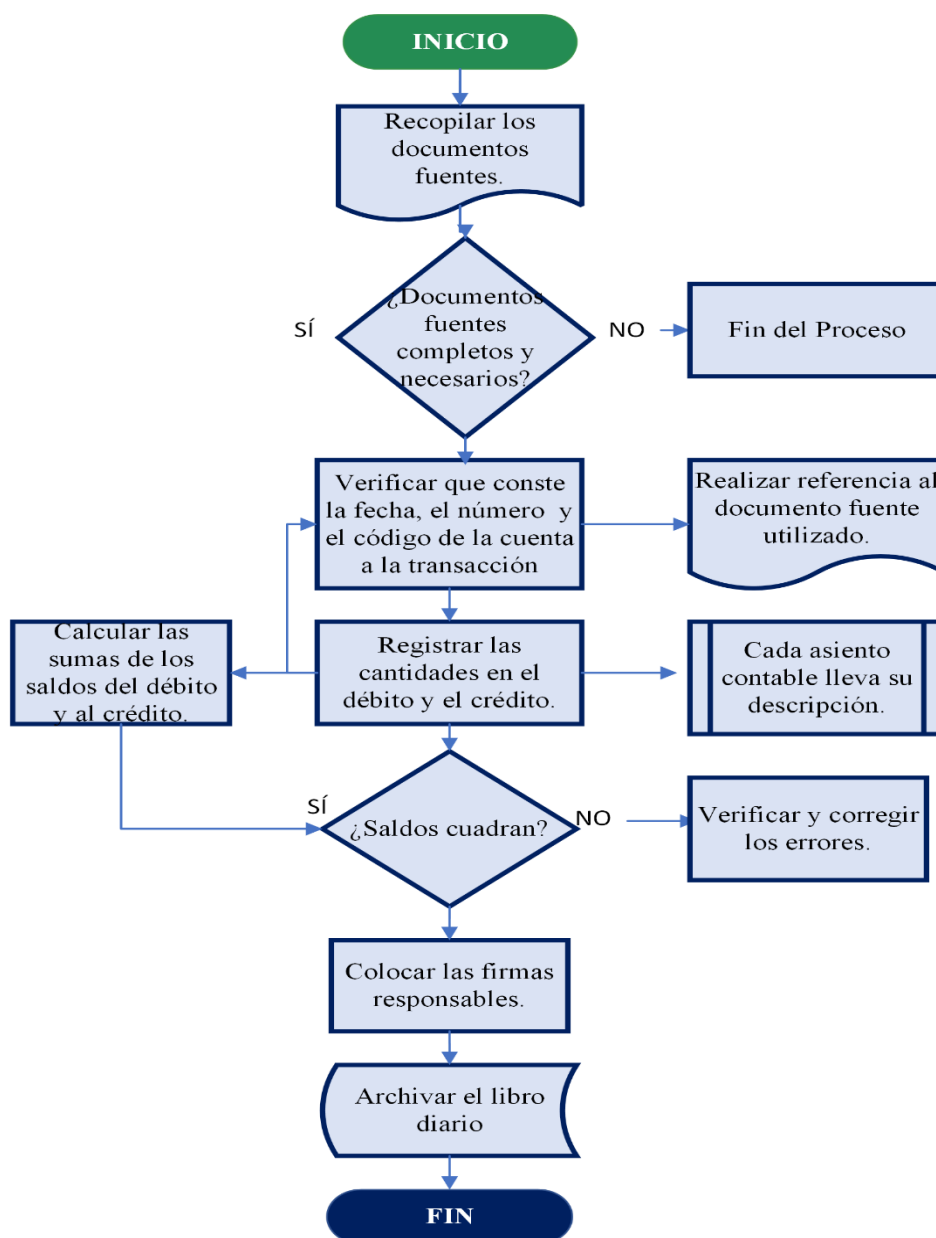 INICIO
Recopilar los
documentos
fuentes.
¿Documentos
fuentes
completos y
necesarios?
SÍ
NO
Fin del Proceso
Verificar que conste
la fecha, el número y
el código de la cuenta
a la transacción
Realizar referencia al
documento fuente
utilizado.
Calcular las
sumas de los
saldos del débito
y al crédito.
Registrar las
cantidades en el
débito y el crédito.
Cada asiento
contable lleva su
descripción.
SÍ
¿Saldos cuadran?
NO
Verificar y corregir
los errores.
Colocar las firmas
responsables.
Archivar el libro
diario
FIN